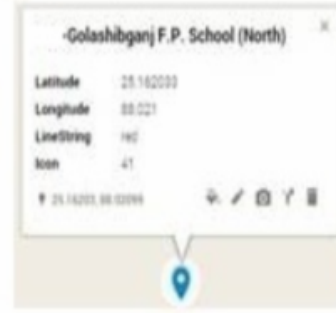 -Golashibganj F.P. School (North)
Latitude 25.162033
Longitude 88.021
LineString red
Icon 41